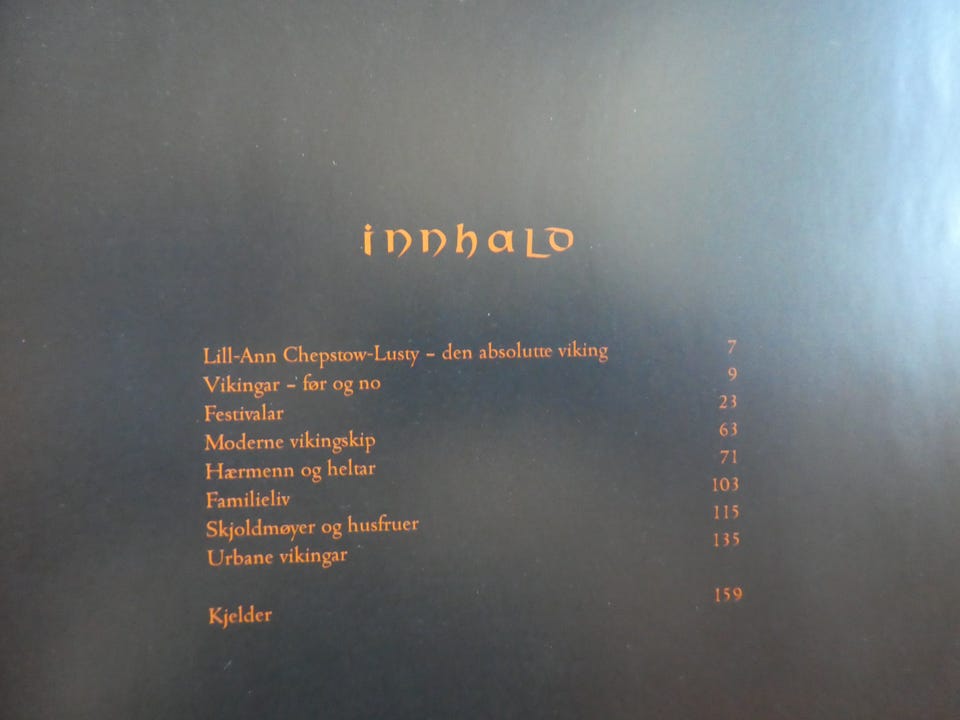 innhald
Lill-Ann Chepstow-Lusty – den absolutte viking 7
Vikingar – før og no 9
Festivalar 23
Moderne vikingskip 63
Hærmenn og heltar 71
Familieliv 103
Skjoldmøyer og husfruer 115
Urbane vikingar 135
Kjelder 159